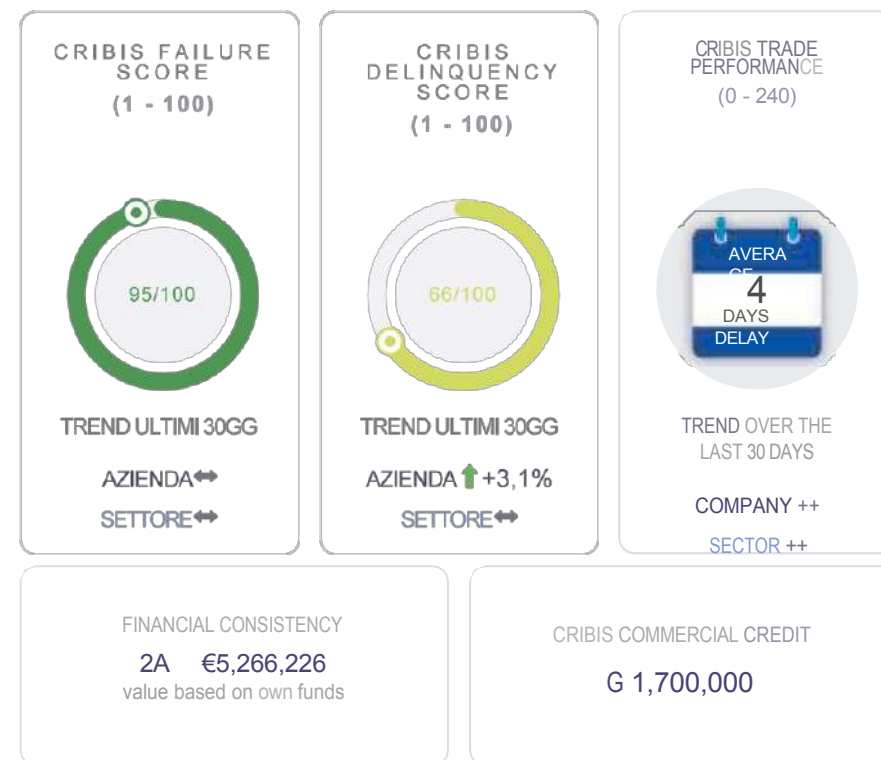 CRIBIS FAILURE
SCORE
(1 - 100)
95/100
TREND ULTIMI 30GG
AZIENDA⬌
SETTORE⬌
CRIBIS
DELINQUENCY
SCORE
(1 - 100)
66/100
TREND ULTIMI 30GG
AZIENDA ⬆ +3,1%
SETTORE⬌
CRIBIS TRADE
PERFORMANCE
(0 - 240)
AVERA
GE
4
DAYS
DELAY
TREND OVER THE
LAST 30 DAYS
COMPANY ++
SECTOR ++
FINANCIAL CONSISTENCY
2A €5,266,226
value based on own funds
CRIBIS COMMERCIAL CREDIT
G 1,700,000